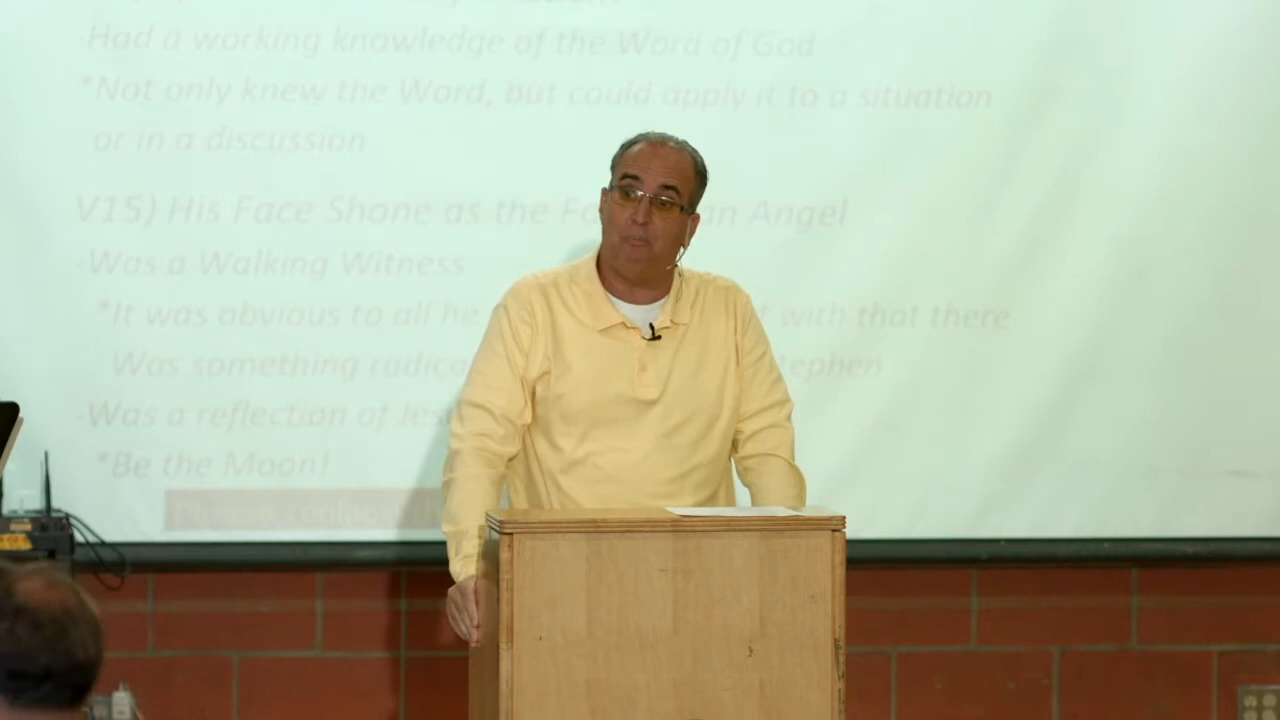 -Had a working knowledge of the Word of God
*Not only knew the Word, but could apply it to a situation
or in a discussion
V15) His Face Shone as the Fa an Angel
-Was a Walking Witness
*It was obvious to all he t with that there
Was something radica tephen
-Was a reflection of Jes
*Be the Moon!